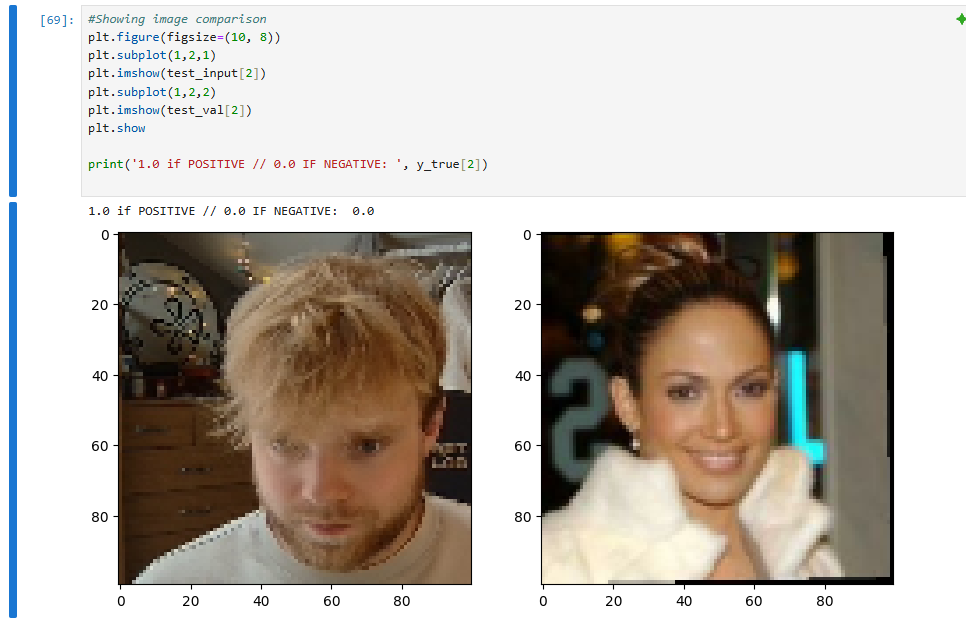 [69]:
#Showing image comparison
plt.figure(figsize=(10, 8))
plt.subplot(1,2,1)
plt.imshow(test_input[2])
plt.subplot(1,2,2)
plt.imshow(test_val[2])
plt.show
print('1.0 if POSITIVE // 0.0 IF NEGATIVE: ', y_true[2])
1.0 if POSITIVE // 0.0 IF NEGATIVE:  0.0
0
20
40
60
80
0 20 40 60 80
0
20
40
60
80
0 20 40 60 80